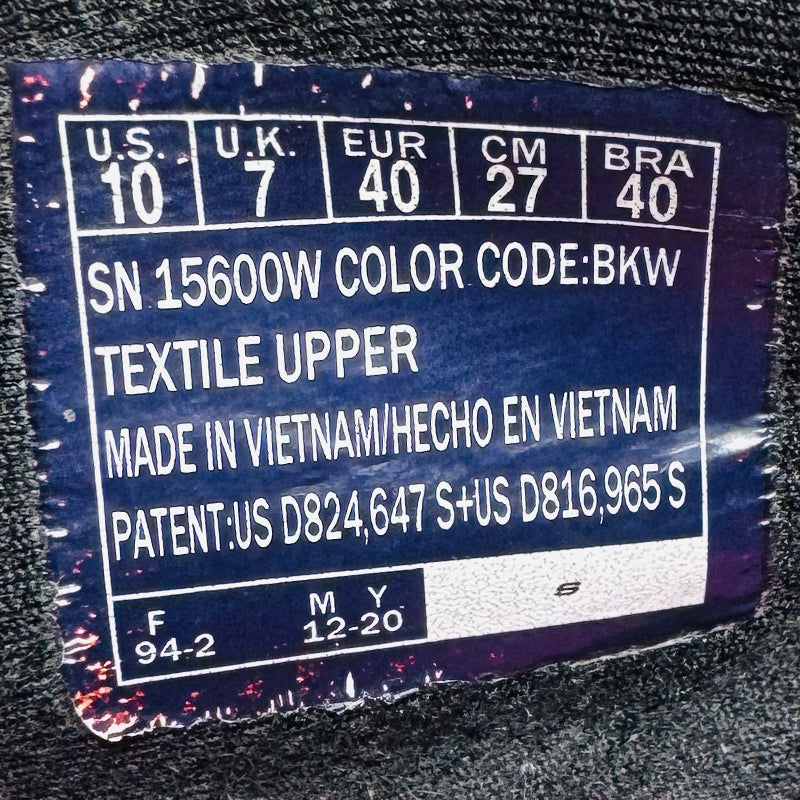 U.S. U.K. EUR CM BRA
10 7 40 27 40
SN 15600W COLOR CODE:BKW
TEXTILE UPPER
MADE IN VIETNAM/HECHO EN VIETNAM
PATENT:US D824,647 S+US D816,965 S
F M Y
94-2 12-20